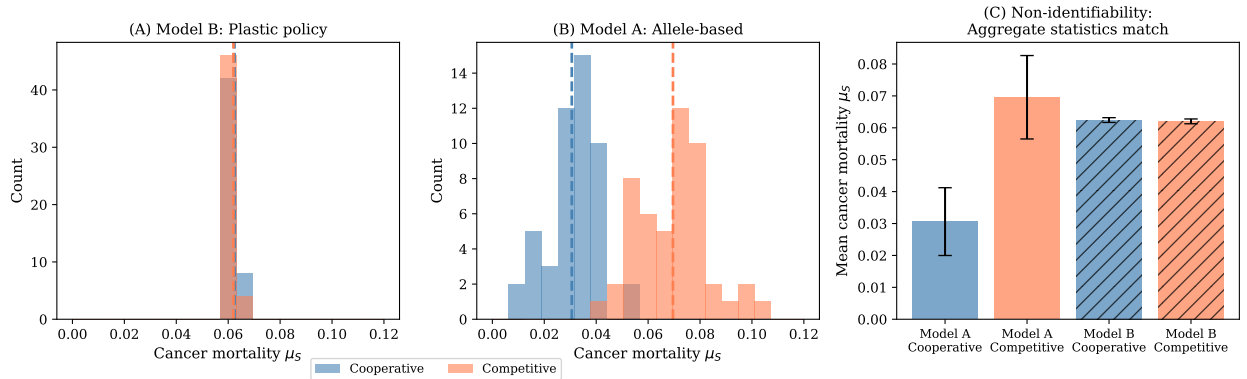 (A) Model B: Plastic policy
Count
40
30
20
10
0
0.00 0.02 0.04 0.06 0.08 0.10 0.12
Cancer mortality μS
(B) Model A: Allele-based
Count
14
12
10
8
6
4
2
0
0.00 0.02 0.04 0.06 0.08 0.10 0.12
Cancer mortality μS
Cooperative Competitive
(C) Non-identifiability:
Aggregate statistics match
Mean cancer mortality μS
0.08
0.07
0.06
0.05
0.04
0.03
0.02
0.01
0.00
Model A Model A Model B Model B
Cooperative Competitive Cooperative Competitive